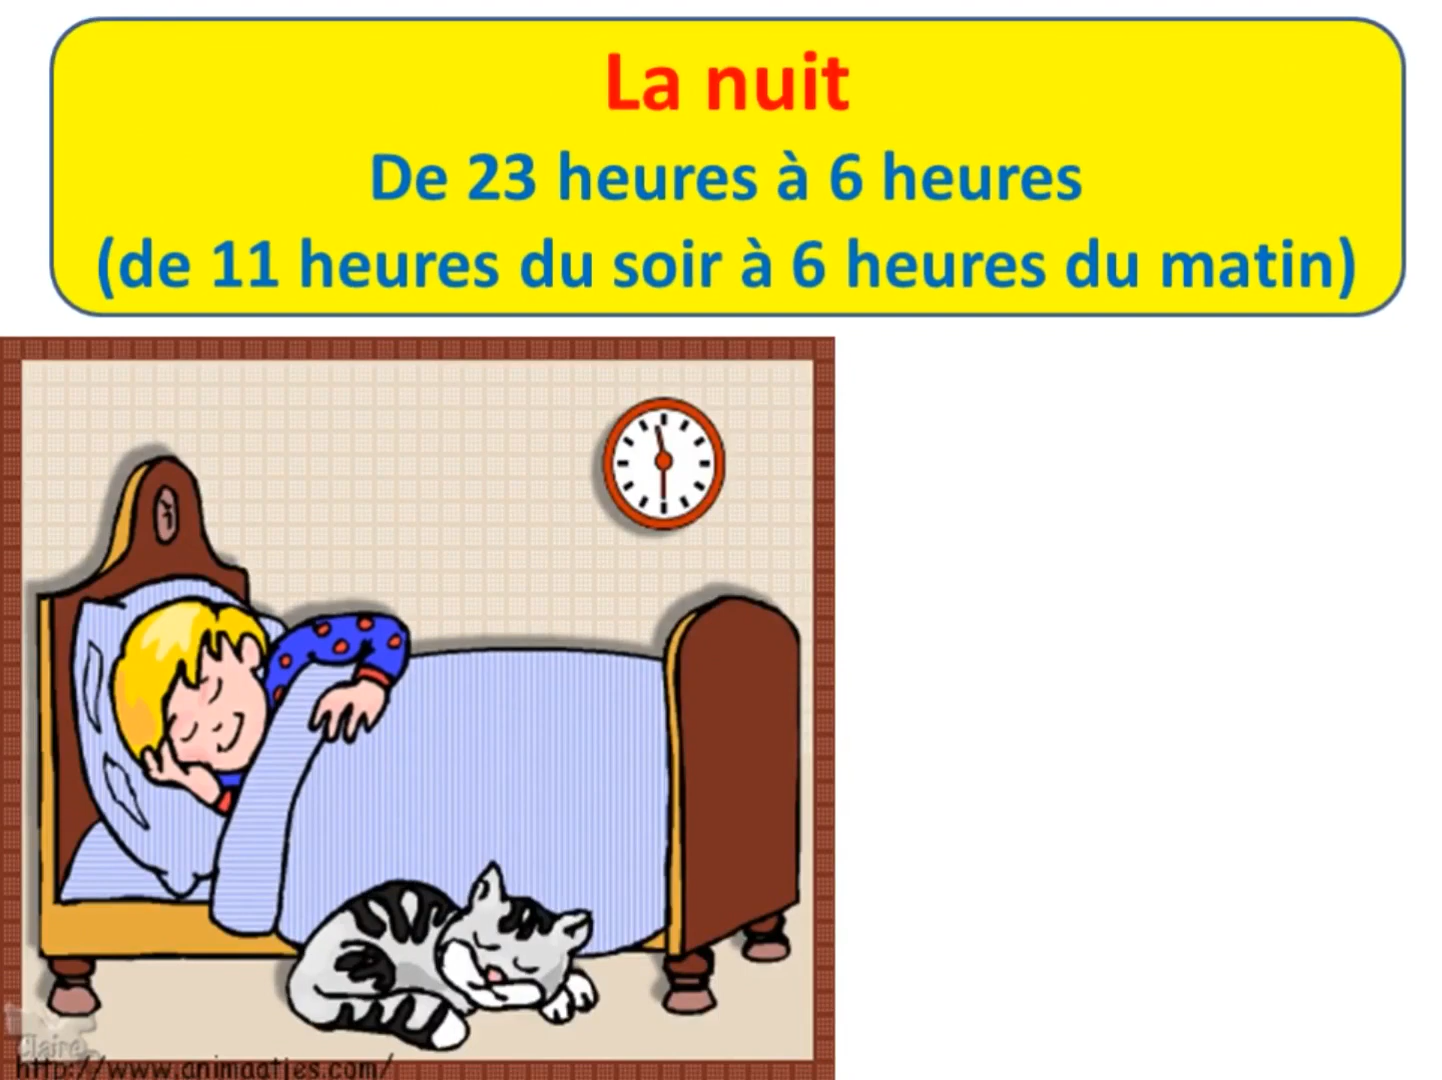 La nuit
De 23 heures à 6 heures
(de 11 heures du soir à 6 heures du matin)
Claire
http://www.animaatjes.com/